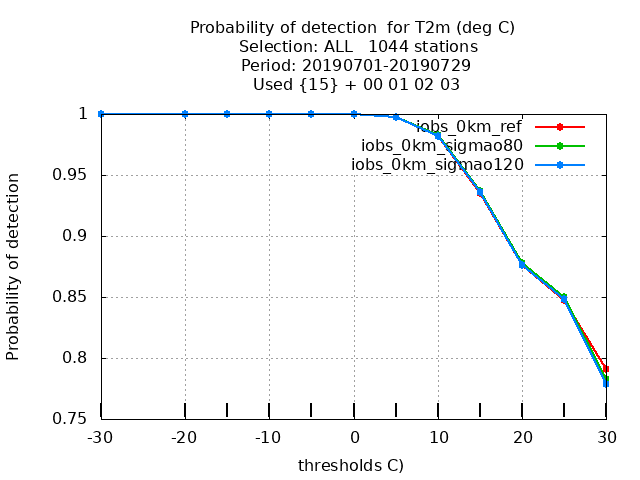 Probability of detection  for T2m (deg C)
Selection: ALL   1044 stations
Period: 20190701-20190729
Used {15} + 00 01 02 03
iobs_0km_ref
iobs_0km_sigmao80
iobs_0km_sigmao120
Probability of detection
1
0.95
0.9
0.85
0.8
0.75
-30 -20 -10 0 10 20 30
thresholds C)